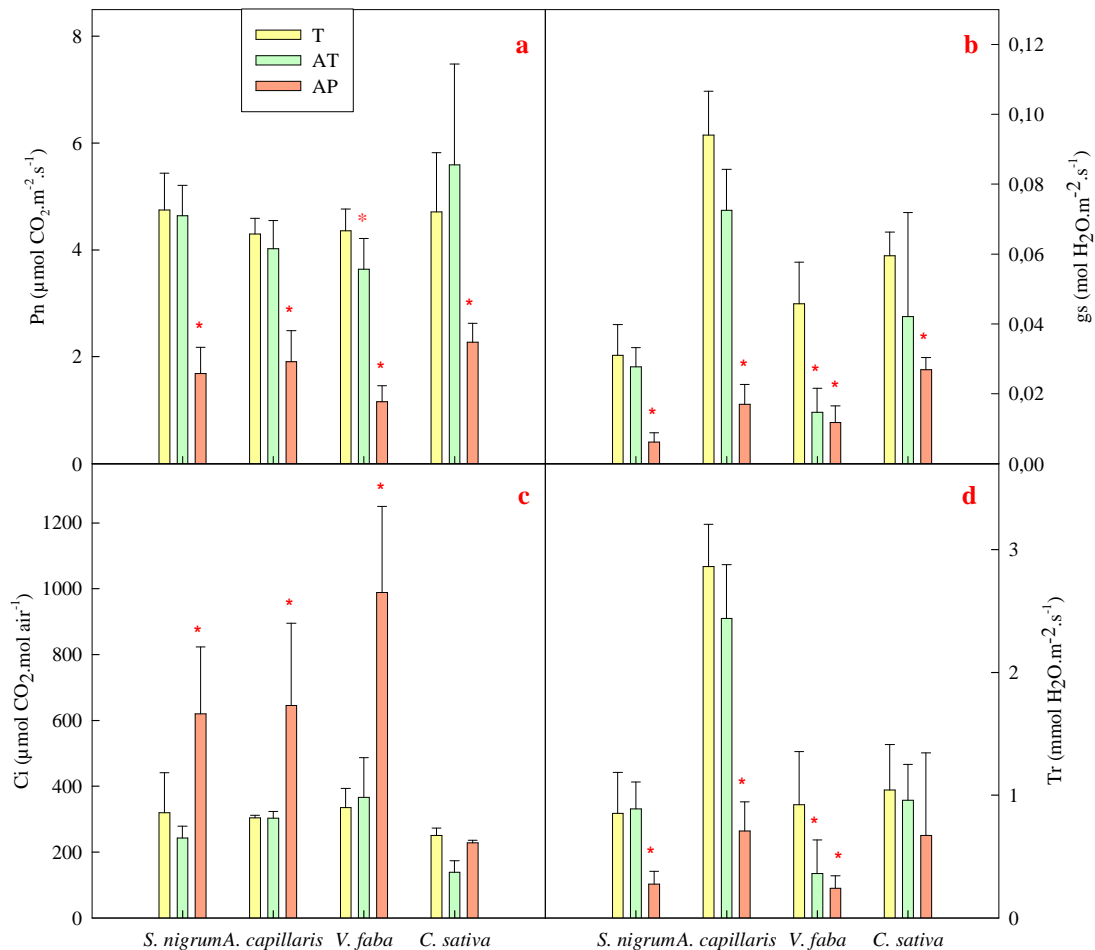 T
AT
AP
a
b
8
6
4
2
0
Pn (µmol CO2.m-2.s-1)
0,12
0,10
0,08
0,06
0,04
0,02
0,00
gs (mol H2O.m-2.s-1)
* * * * *
* * * * *
c
d
1200
1000
800
600
400
200
0
Ci (µmol CO2.mol air-1)
3
2
1
0
Tr (mmol H2O.m-2.s-1)
* * *
* * * *
S. nigrum A. capillaris V. faba C. sativa
S. nigrum A. capillaris V. faba C. sativa